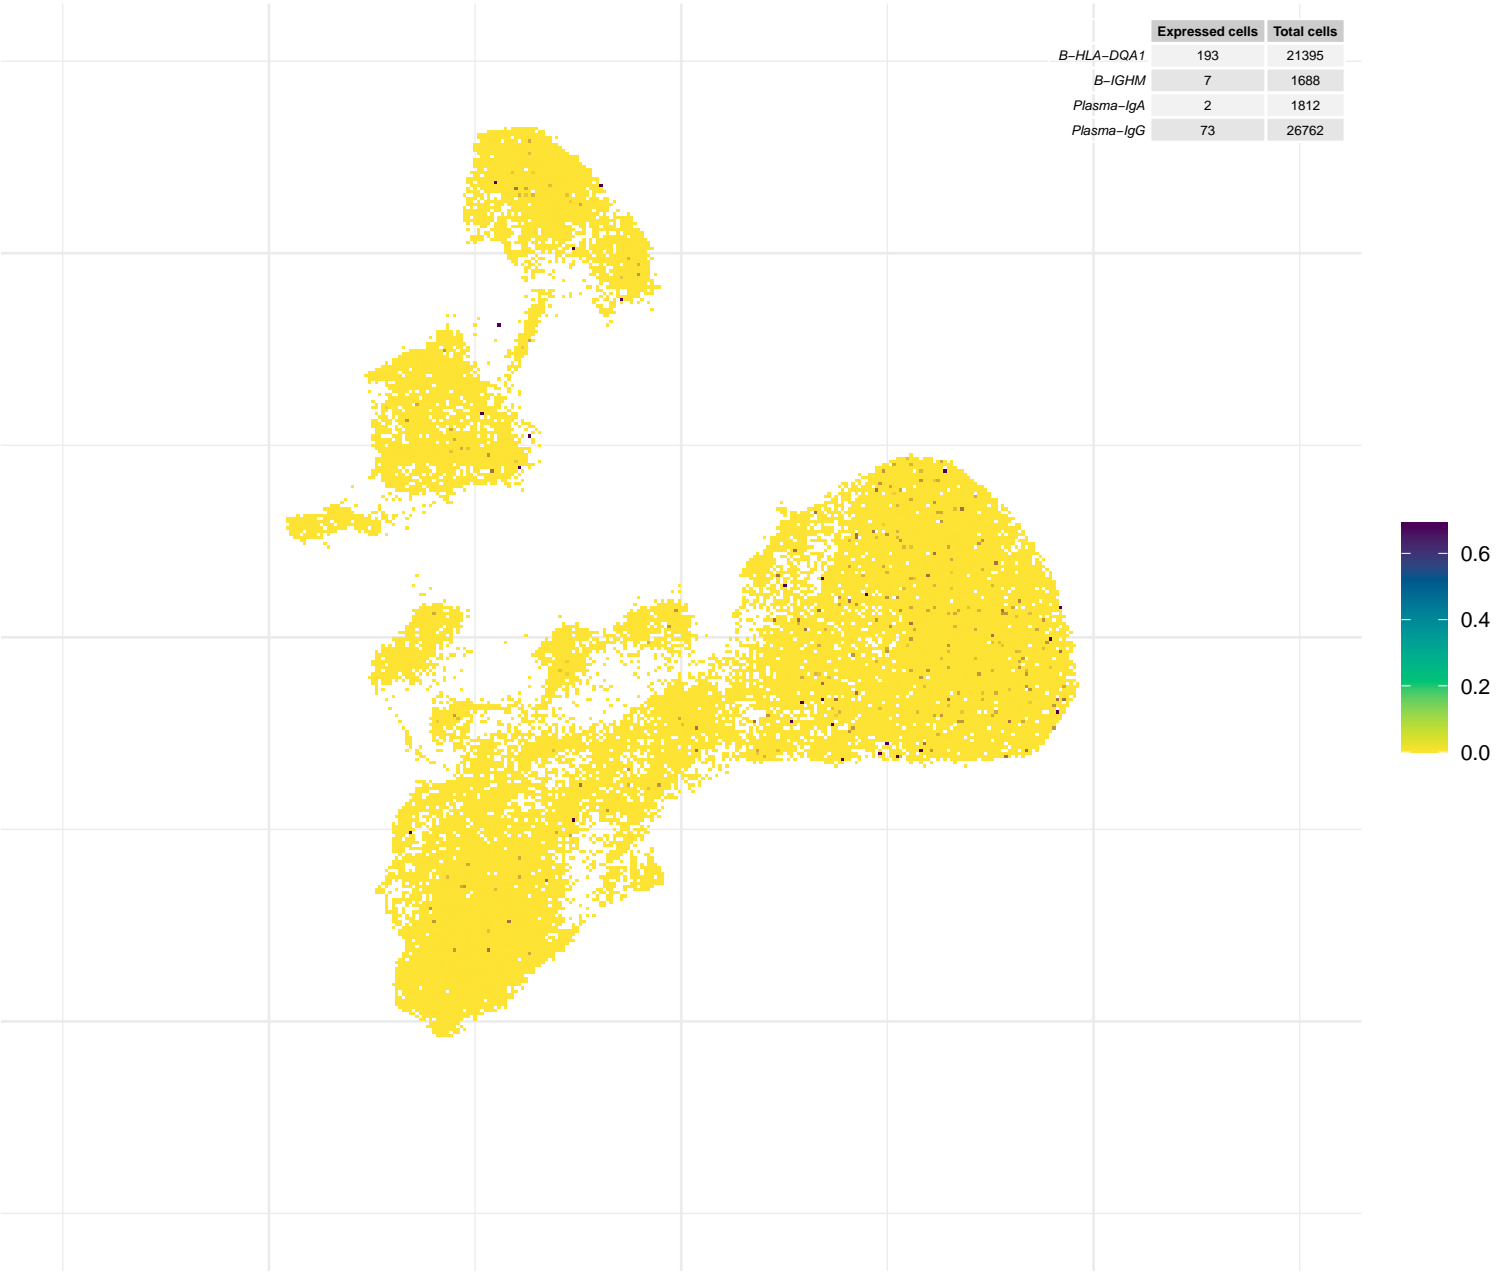 Expressed cells Total cells
B−HLA−DQA1 193 21395
B−IGHM 7 1688
Plasma−IgA 2 1812
Plasma−IgG 73 26762
0.6
0.4
0.2
0.0